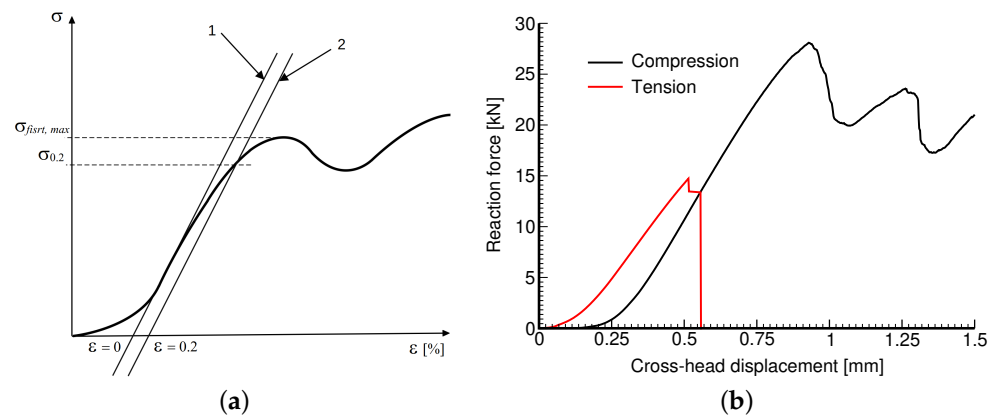 σ
1
2
σfisrt, max
σ0.2
ε = 0
ε = 0.2
ε [%]
(a)
30
25
20
15
10
5
0
Reaction force [kN]
Compression
Tension
0 0.25 0.5 0.75 1 1.25 1.5
Cross-head displacement [mm]
(b)